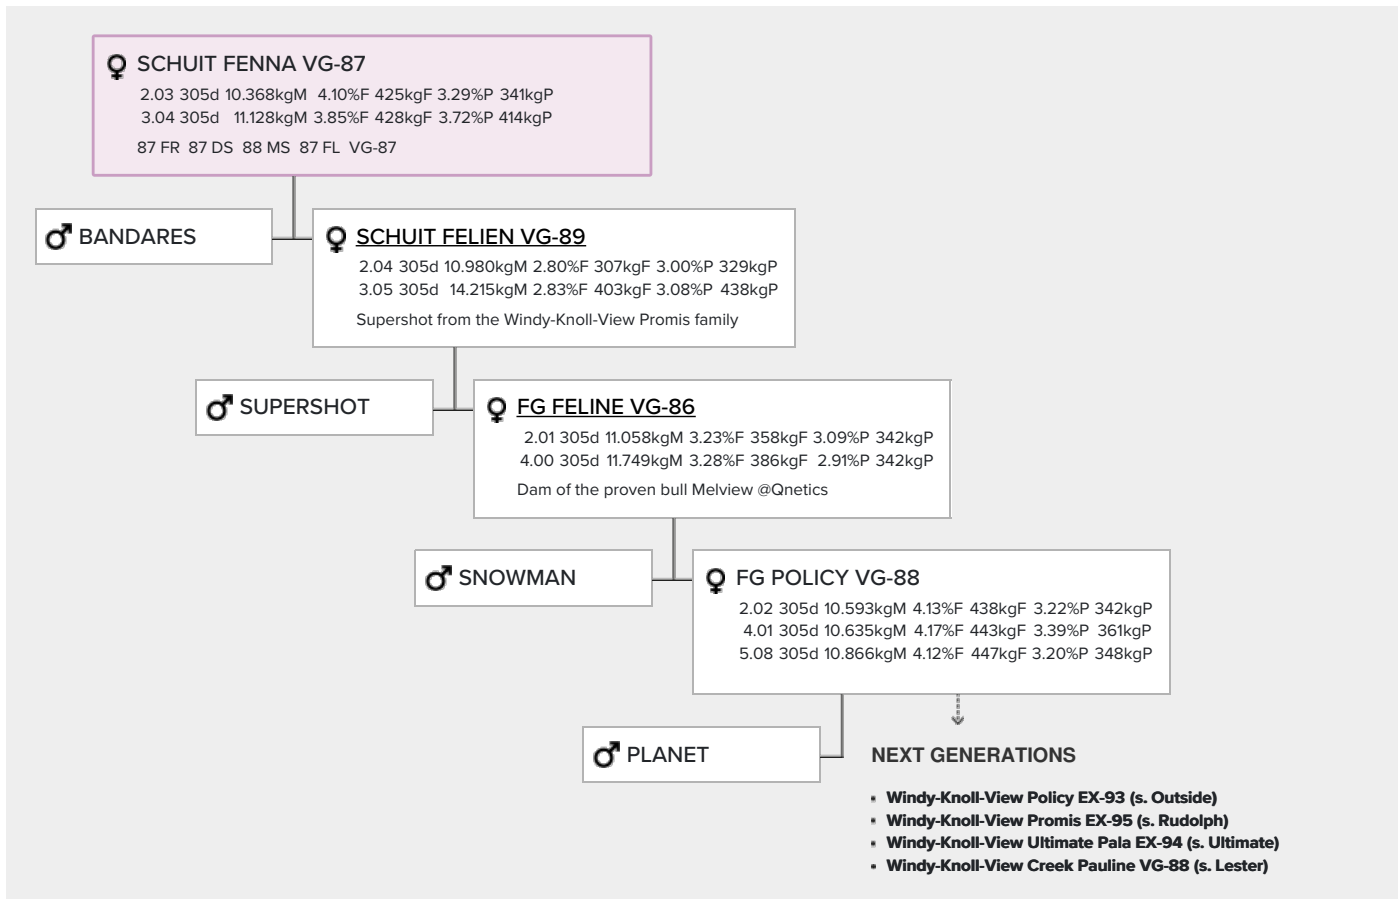 SCHUIT FENNA VG-87
2.03 305d 10.368kgM 4.10%F 425kgF 3.29%P 341kgP
3.04 305d 11.128kgM 3.85%F 428kgF 3.72%P 414kgP
87 FR 87 DS 88 MS 87 FL VG-87
BANDARES
SCHUIT FELIEN VG-89
2.04 305d 10.980kgM 2.80%F 307kgF 3.00%P 329kgP
3.05 305d 14.215kgM 2.83%F 403kgF 3.08%P 438kgP
Supershot from the Windy-Knoll-View Promis family
SUPERSHOT
FG FELINE VG-86
2.01 305d 11.058kgM 3.23%F 358kgF 3.09%P 342kgP
4.00 305d 11.749kgM 3.28%F 386kgF 2.91%P 342kgP
Dam of the proven bull Melview @Qnetics
SNOWMAN
FG POLICY VG-88
2.02 305d 10.593kgM 4.13%F 438kgF 3.22%P 342kgP
4.01 305d 10.635kgM 4.17%F 443kgF 3.39%P 361kgP
5.08 305d 10.866kgM 4.12%F 447kgF 3.20%P 348kgP
PLANET
NEXT GENERATIONS
Windy-Knoll-View Policy EX-93 (s. Outside)
Windy-Knoll-View Promis EX-95 (s. Rudolph)
Windy-Knoll-View Ultimate Pala EX-94 (s. Ultimate)
Windy-Knoll-View Creek Pauline VG-88 (s. Lester)